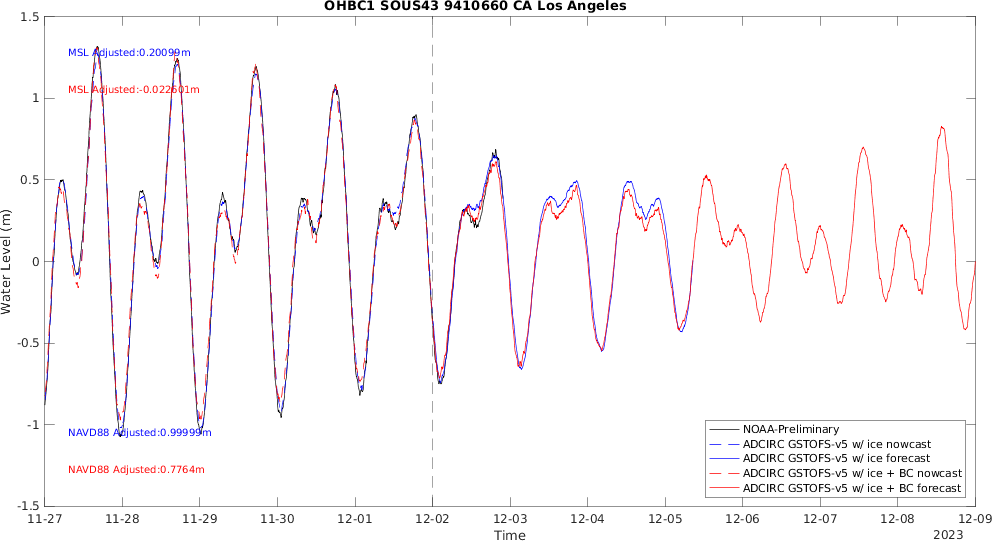 OHBC1 SOUS43 9410660 CA Los Angeles
1.5
1
0.5
0
-0.5
-1
-1.5
Water Level (m)
MSL Adjusted:0.20099m
MSL Adjusted:-0.022601m
NAVD88 Adjusted:0.99999m
NAVD88 Adjusted:0.7764m
NOAA-Preliminary
ADCIRC GSTOFS-v5 w/ ice nowcast
ADCIRC GSTOFS-v5 w/ ice forecast
ADCIRC GSTOFS-v5 w/ ice + BC nowcast
ADCIRC GSTOFS-v5 w/ ice + BC forecast
11-27 11-28 11-29 11-30 12-01 12-02 12-03 12-04 12-05 12-06 12-07 12-08 12-09
Time
2023